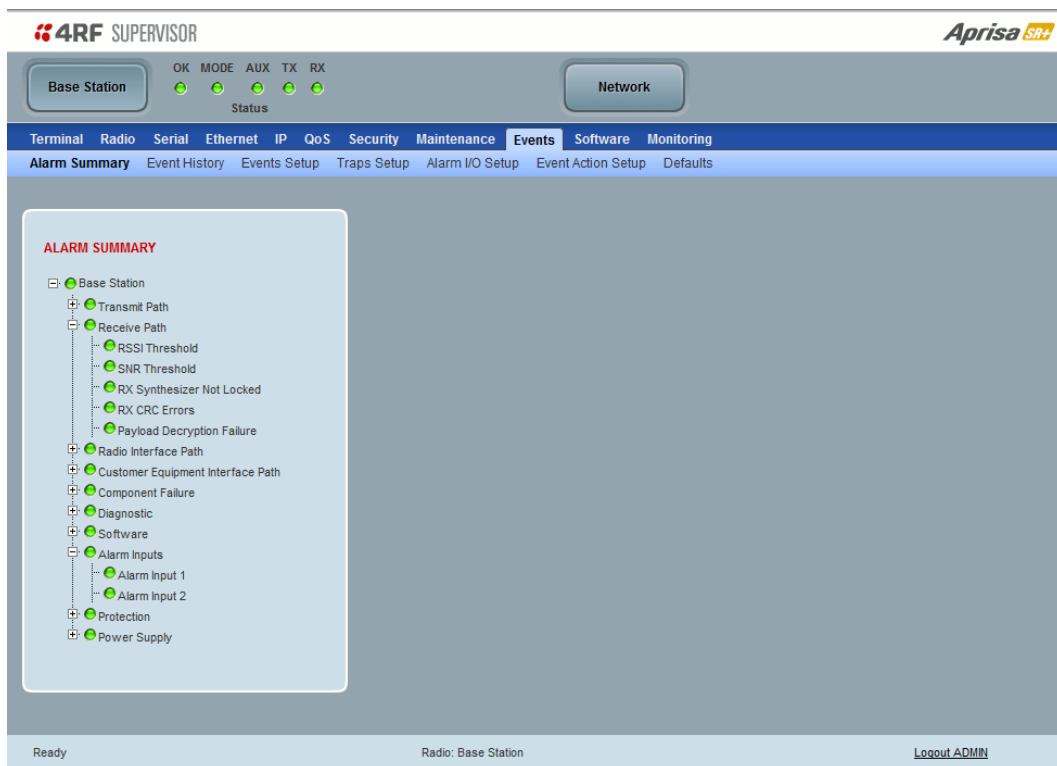 4RF SUPERVISOR
Aprisa SR+
Base Station
OK MODE AUX TX RX
Status
Network
Terminal Radio Serial Ethernet IP QoS Security Maintenance Events Software Monitoring
Alarm Summary Event History Events Setup Traps Setup Alarm I/O Setup Event Action Setup Defaults
ALARM SUMMARY
Base Station
Transmit Path
Receive Path
RSSI Threshold
SNR Threshold
RX Synthesizer Not Locked
RX CRC Errors
Payload Decryption Failure
Radio Interface Path
Customer Equipment Interface Path
Component Failure
Diagnostic
Software
Alarm Inputs
Alarm Input 1
Alarm Input 2
Protection
Power Supply
Ready
Radio: Base Station
Logout ADMIN